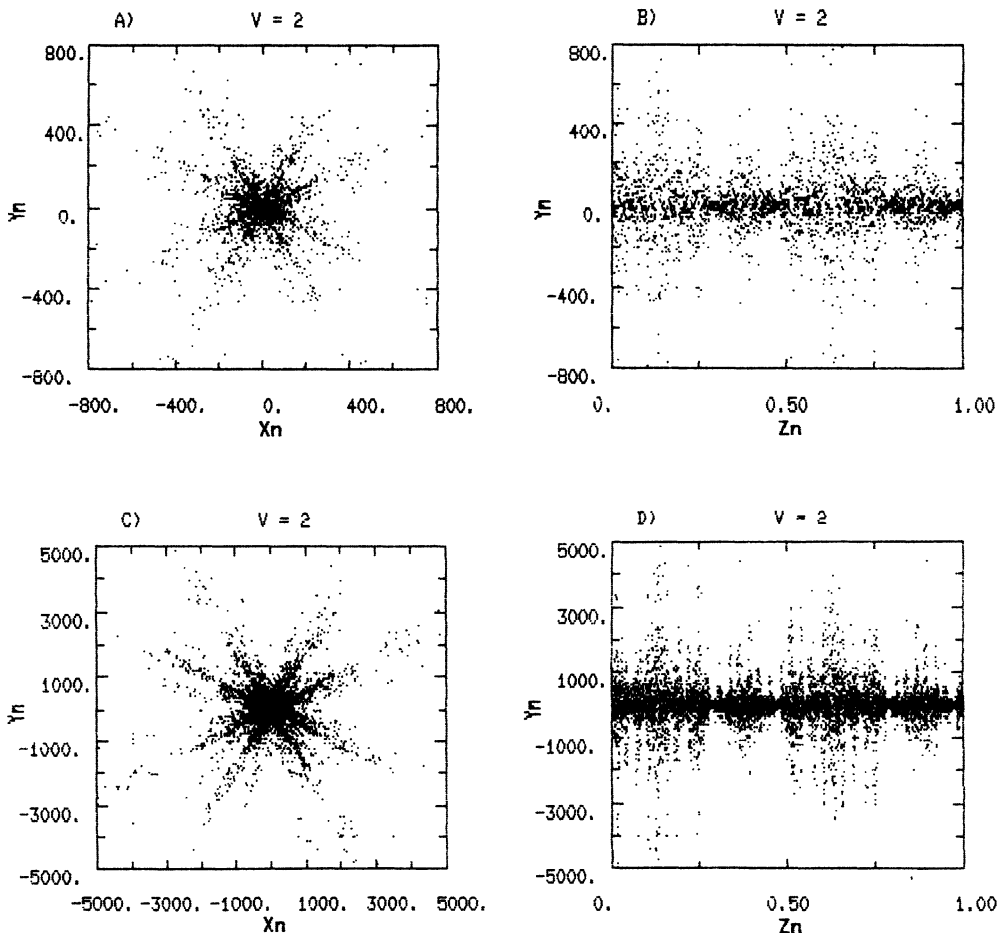 A) V = 2
800.
400.
0.
-400.
-800.
Yn
-800. -400. 0. 400. 800.
Xn
B) V = 2
800.
400.
0.
-400.
-800.
Yn
0. 0.50 1.00
Zn
C) V = 2
5000.
3000.
1000.
-1000.
-3000.
-5000.
Yn
-5000. -3000. -1000. 1000. 3000. 5000.
Xn
D) V = 2
5000.
3000.
1000.
-1000.
-3000.
-5000.
Yn
0. 0.50 1.00
Zn